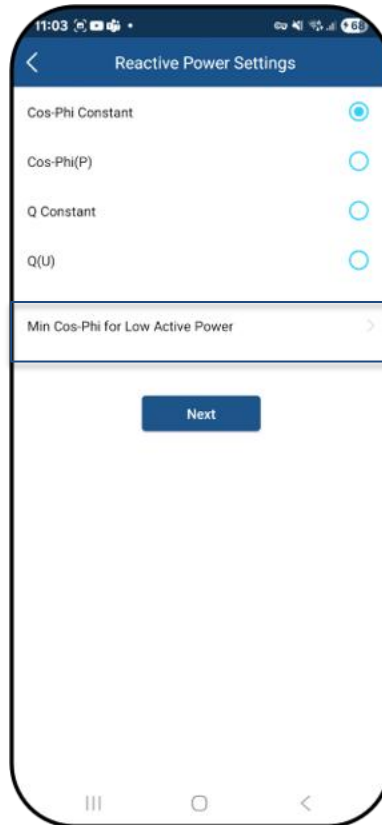 11:03
68
Reactive Power Settings
Cos-Phi Constant
Cos-Phi(P)
Q Constant
Q(U)
Min Cos-Phi for Low Active Power
Next